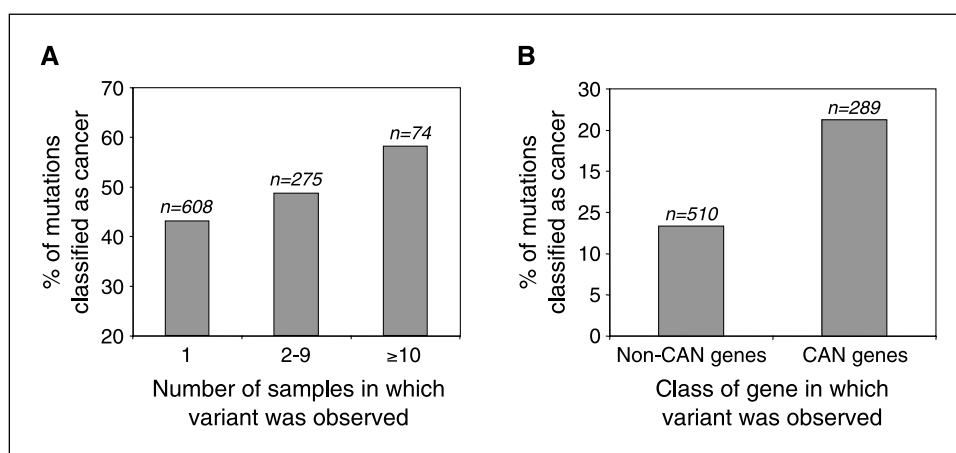 A
% of mutations
classified as cancer
70
60
50
40
30
20
n=608
n=275
n=74
1
2-9
≥10
Number of samples in which
variant was observed
B
% of mutations
classified as cancer
30
20
15
25
10
5
0
n=510
n=289
Non-CAN genes
CAN genes
Class of gene in which
variant was observed